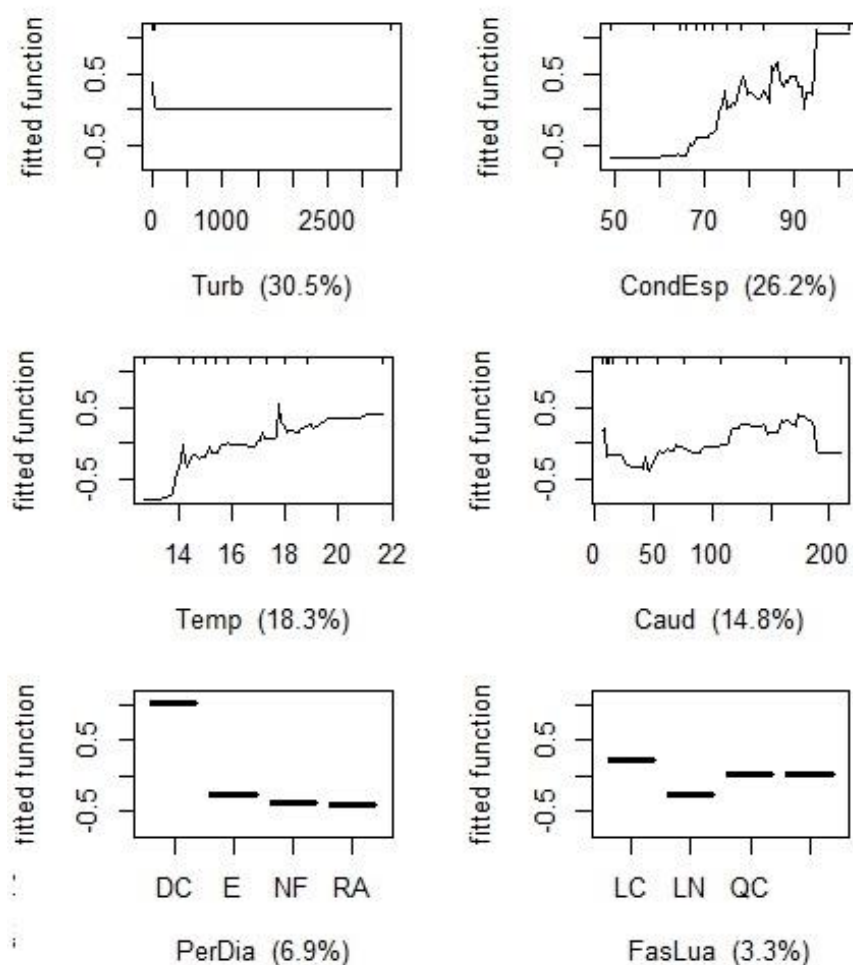 fitted function
-0.5 0.5
0 1000 2500
Turb (30.5%)
fitted function
-0.5 0.5
50 70 90
CondEsp (26.2%)
fitted function
-0.5 0.5
14 16 18 20 22
Temp (18.3%)
fitted function
-0.5 0.5
0 50 100 200
Caud (14.8%)
fitted function
-0.5 0.5
DC E NF RA
PerDia (6.9%)
fitted function
-0.5 0.5
LC LN QC
FasLua (3.3%)